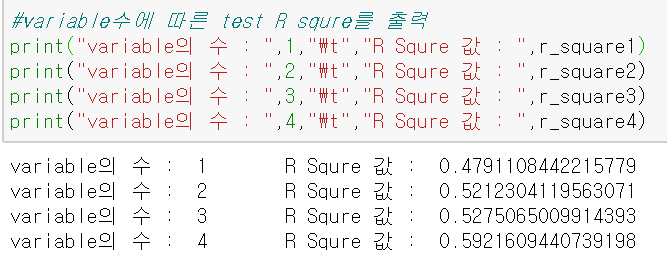 #variable수에 따른 test R squre를 출력
print("variable의 수 : ",1,"₩t","R Squre 값 : ",r_square1)
print("variable의 수 : ",2,"₩t","R Squre 값 : ",r_square2)
print("variable의 수 : ",3,"₩t","R Squre 값 : ",r_square3)
print("variable의 수 : ",4,"₩t","R Squre 값 : ",r_square4)
variable의 수 :  1 	 R Squre 값 :  0.4791108442215779
variable의 수 :  2 	 R Squre 값 :  0.5212304119563071
variable의 수 :  3 	 R Squre 값 :  0.5275065009914393
variable의 수 :  4 	 R Squre 값 :  0.5921609440739198